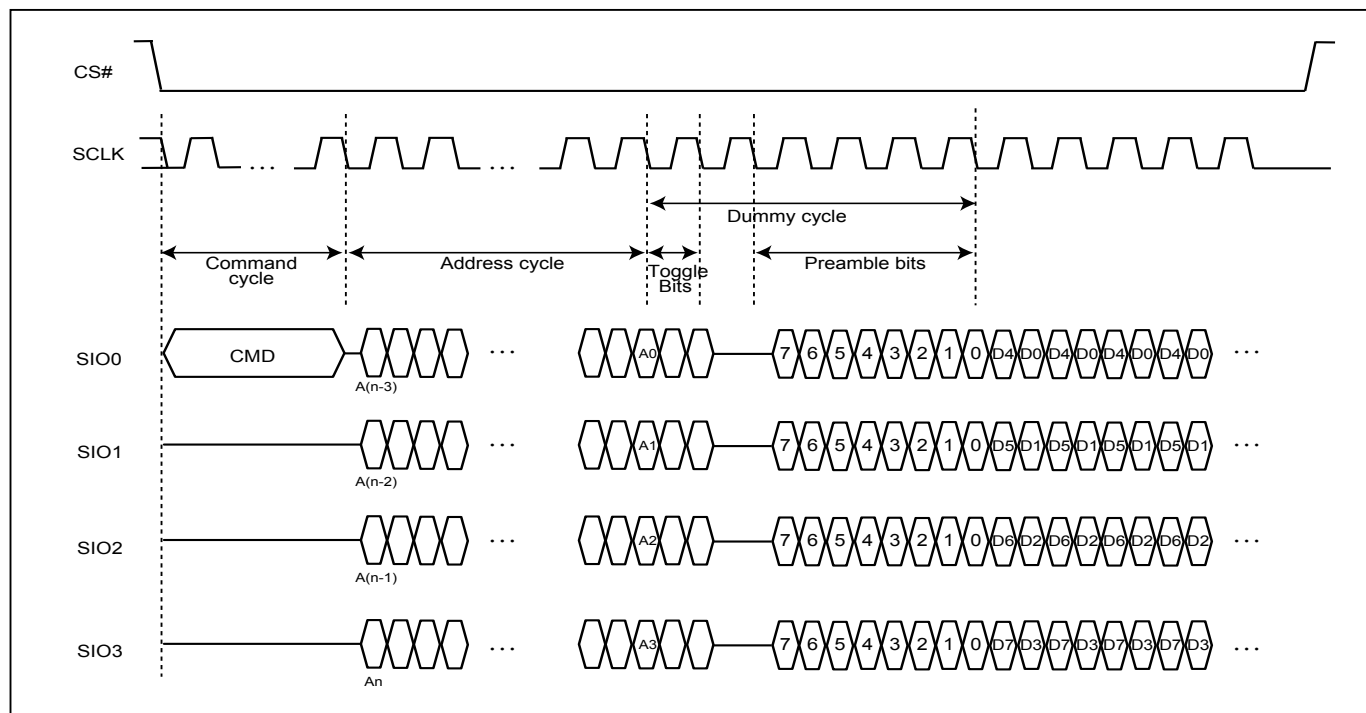 CS#
SCLK
...
...
Dummy cycle
Command
cycle
Address cycle
Toggle
Bits
Preamble bits
SIO0
CMD
...
A0
7 6 5 4 3 2 1 0 D4 D0 D4 D0 D4 D0 D4 D0
...
A(n-3)
SIO1
...
A1
7 6 5 4 3 2 1 0 D5 D1 D5 D1 D5 D1 D5 D1
...
A(n-2)
SIO2
...
A2
7 6 5 4 3 2 1 0 D6 D2 D6 D2 D6 D2 D6 D2
...
A(n-1)
SIO3
...
A3
7 6 5 4 3 2 1 0 D7 D3 D7 D3 D7 D3 D7 D3
...
An